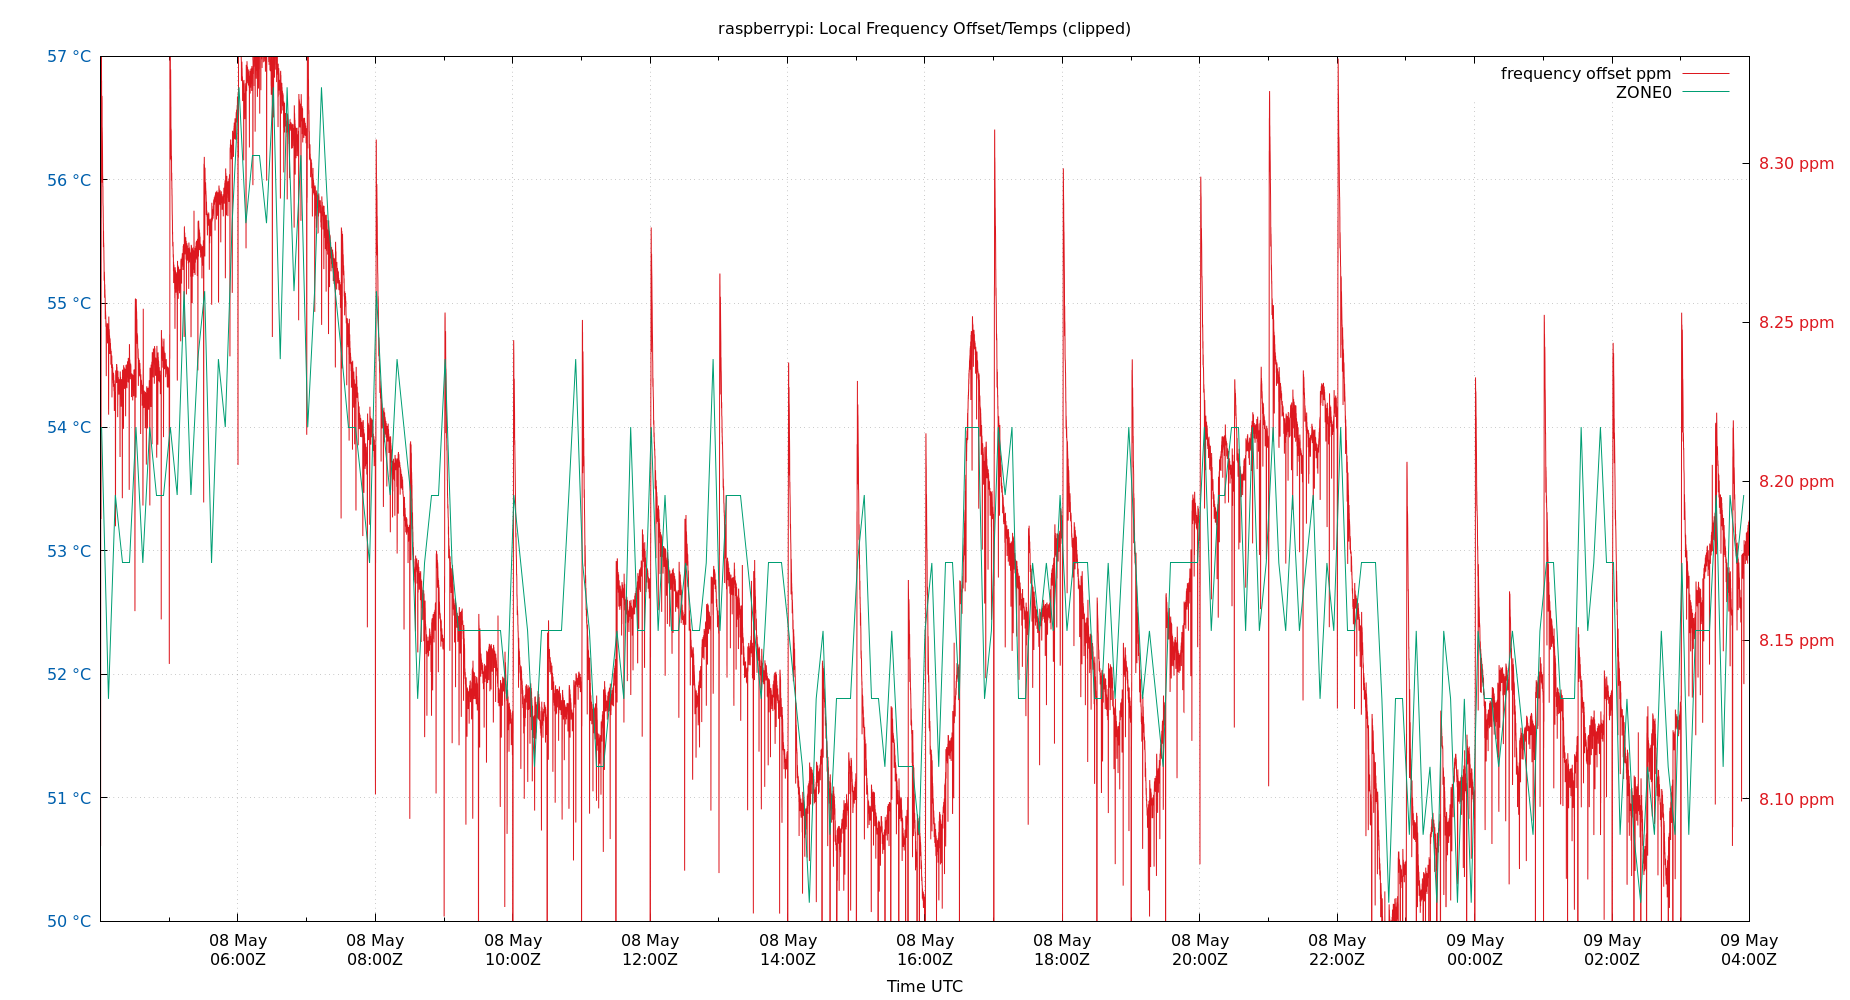 raspberrypi: Local Frequency Offset/Temps (clipped)
frequency offset ppm
ZONE0
57 °C
56 °C
55 °C
54 °C
53 °C
52 °C
51 °C
50 °C
8.30 ppm
8.25 ppm
8.20 ppm
8.15 ppm
8.10 ppm
08 May 08 May 08 May 08 May 08 May 08 May 08 May 08 May 08 May 09 May 09 May 09 May
06:00Z 08:00Z 10:00Z 12:00Z 14:00Z 16:00Z 18:00Z 20:00Z 22:00Z 00:00Z 02:00Z 04:00Z
Time UTC